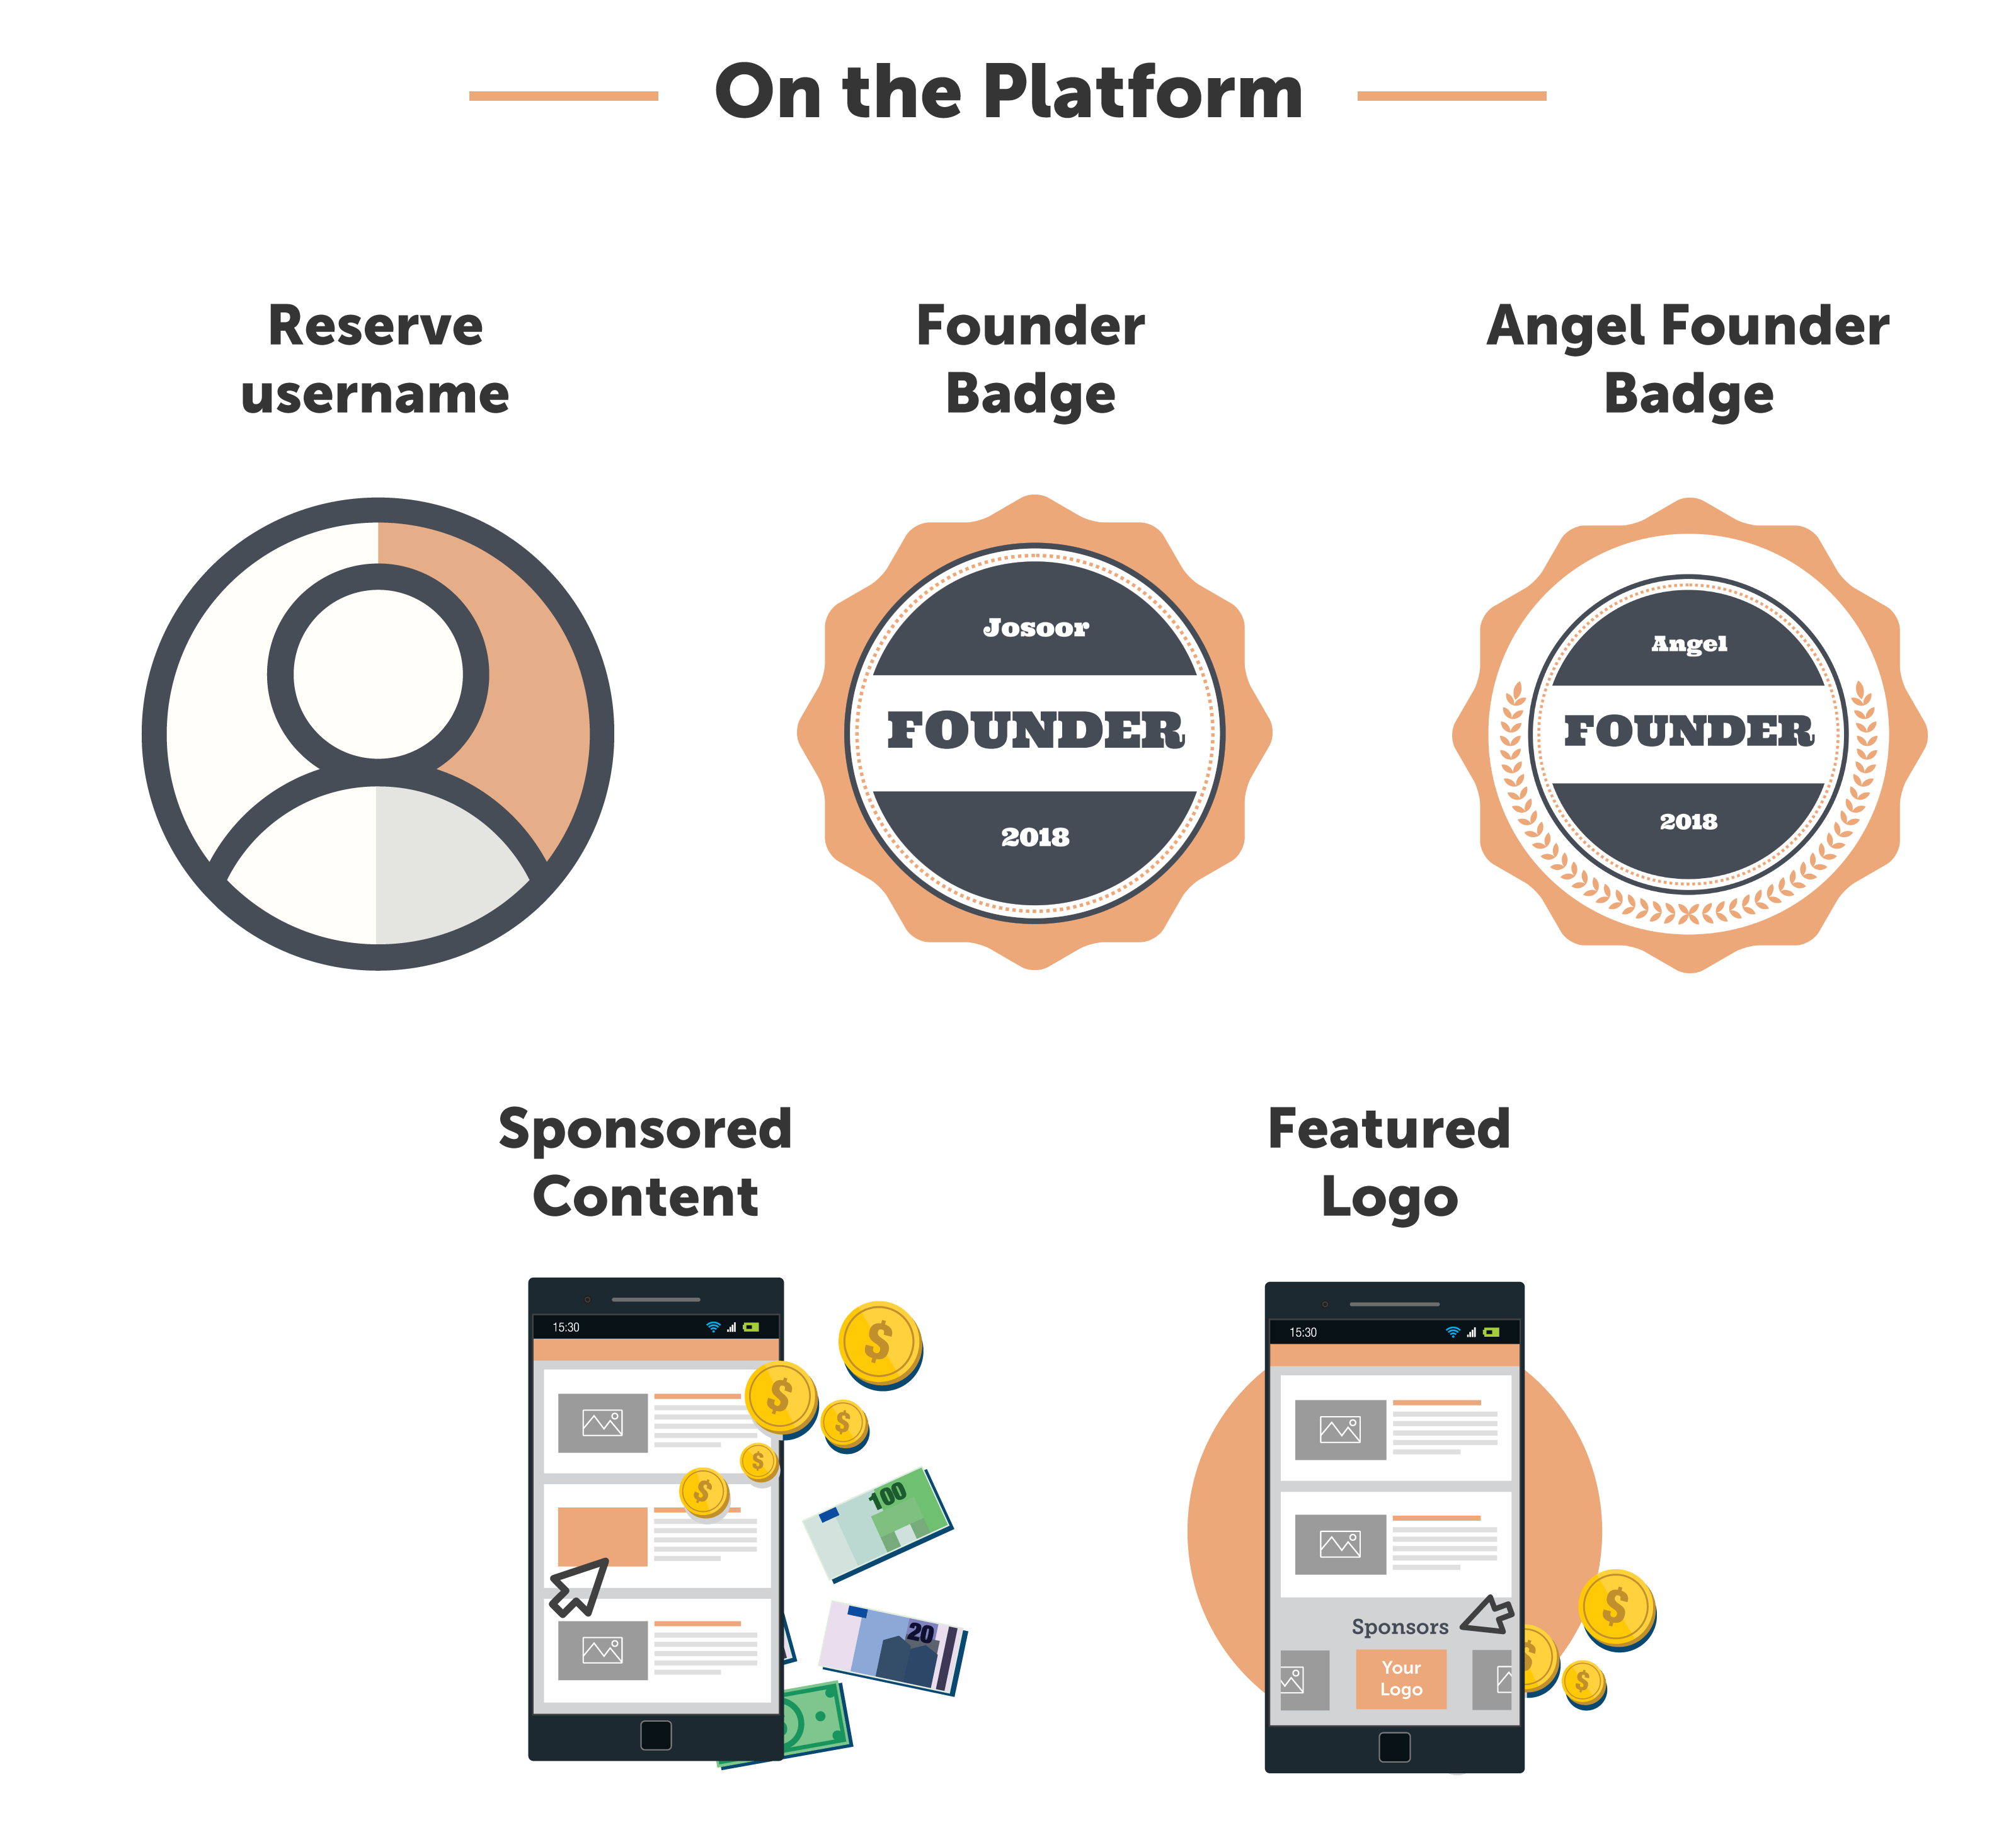 On the Platform
Reserve
username
Founder
Badge
Angel Founder
Badge
Josoor
FOUNDER
2018
Angel
FOUNDER
2018
Sponsored
Content
Featured
Logo
15:30
$
$
$
$
$
100
20
15:30
Sponsors
Your
Logo
$
$
$